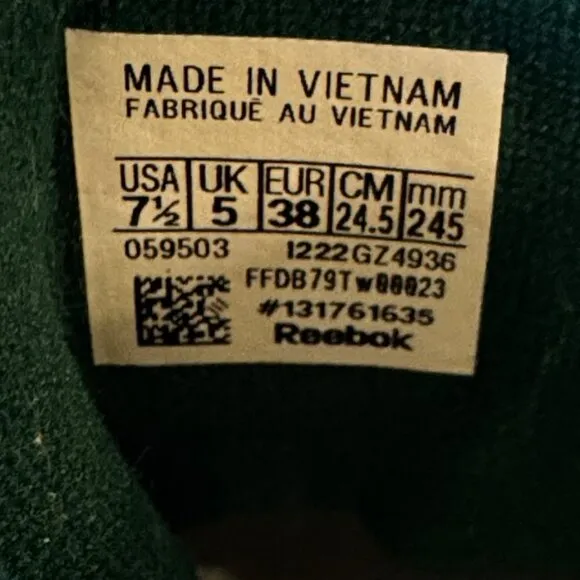 MADE IN VIETNAM
FABRIQUÉ AU VIETNAM
USA UK EUR CM mm
7½ 5 38 24.5 245
059503 I222GZ4936
FFDB79Tw00023
#131761635
Reebok